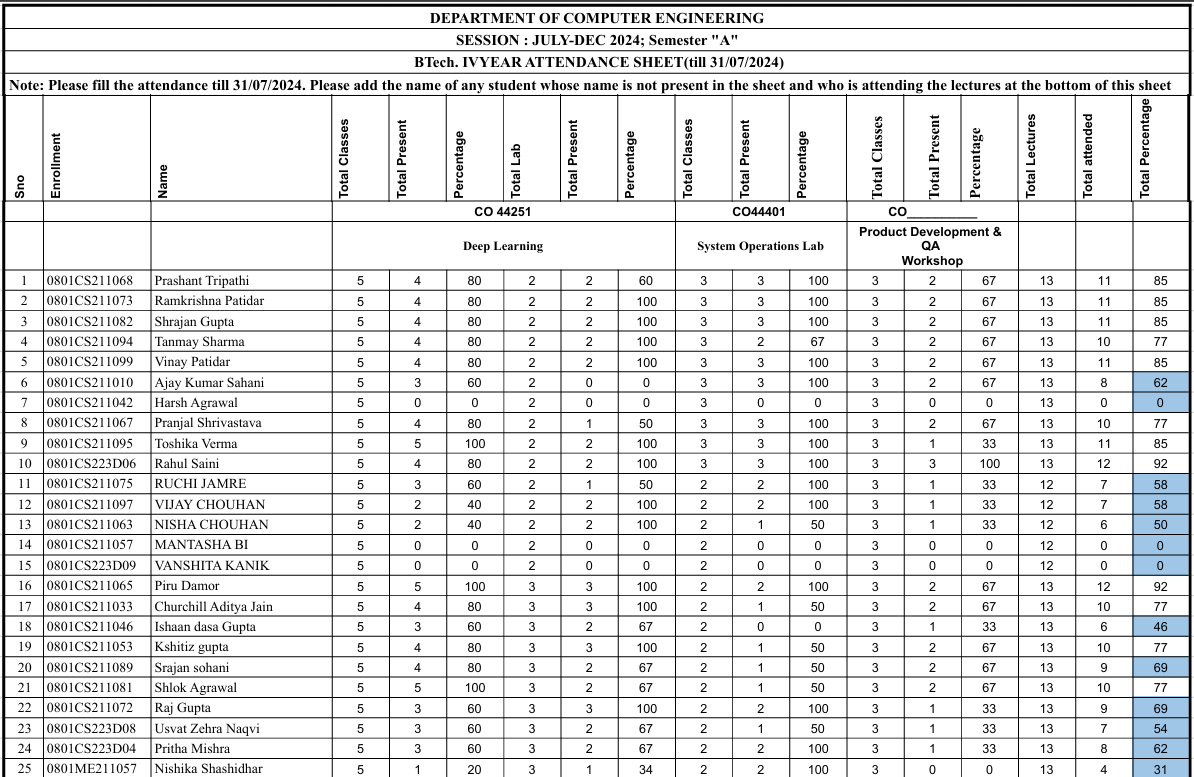 DEPARTMENT OF COMPUTER ENGINEERING
SESSION : JULY-DEC 2024; Semester "A"
BTech. IVYEAR ATTENDANCE SHEET(till 31/07/2024)
Note: Please fill the attendance till 31/07/2024. Please add the name of any student whose name is not present in the sheet and who is attending the lectures at the bottom of this sheet
Sno Enrollment Name Total Classes Total Present Percentage Total Lab Total Present Percentage Total Classes Total Present Percentage Total Classes Total Present Percentage Total Lectures Total attended Total Percentage
CO 44251 CO44401 CO__________
Deep Learning System Operations Lab Product Development &
QA
Workshop
1 0801CS211068 Prashant Tripathi 5 4 80 2 2 60 3 3 100 3 2 67 13 11 85
2 0801CS211073 Ramkrishna Patidar 5 4 80 2 2 100 3 3 100 3 2 67 13 11 85
3 0801CS211082 Shrajan Gupta 5 4 80 2 2 100 3 3 100 3 2 67 13 11 85
4 0801CS211094 Tanmay Sharma 5 4 80 2 2 100 3 2 67 3 2 67 13 10 77
5 0801CS211099 Vinay Patidar 5 4 80 2 2 100 3 3 100 3 2 67 13 11 85
6 0801CS211010 Ajay Kumar Sahani 5 3 60 2 0 0 3 3 100 3 2 67 13 8 62
7 0801CS211042 Harsh Agrawal 5 0 0 2 0 0 3 0 0 3 0 0 13 0 0
8 0801CS211067 Pranjal Shrivastava 5 4 80 2 1 50 3 3 100 3 2 67 13 10 77
9 0801CS211095 Toshika Verma 5 5 100 2 2 100 3 3 100 3 1 33 13 11 85
10 0801CS223D06 Rahul Saini 5 4 80 2 2 100 3 3 100 3 3 100 13 12 92
11 0801CS211075 RUCHI JAMRE 5 3 60 2 1 50 2 2 100 3 1 33 12 7 58
12 0801CS211097 VIJAY CHOUHAN 5 2 40 2 2 100 2 2 100 3 1 33 12 7 58
13 0801CS211063 NISHA CHOUHAN 5 2 40 2 2 100 2 1 50 3 1 33 12 6 50
14 0801CS211057 MANTASHA BI 5 0 0 2 0 0 2 0 0 3 0 0 12 0 0
15 0801CS223D09 VANSHITA KANIK 5 0 0 2 0 0 2 0 0 3 0 0 12 0 0
16 0801CS211065 Piru Damor 5 5 100 3 3 100 2 2 100 3 2 67 13 12 92
17 0801CS211033 Churchill Aditya Jain 5 4 80 3 3 100 2 1 50 3 2 67 13 10 77
18 0801CS211046 Ishaan dasa Gupta 5 3 60 3 2 67 2 0 0 3 1 33 13 6 46
19 0801CS211053 Kshitiz gupta 5 4 80 3 3 100 2 1 50 3 2 67 13 10 77
20 0801CS211089 Srajan sohani 5 4 80 3 2 67 2 1 50 3 2 67 13 9 69
21 0801CS211081 Shlok Agrawal 5 5 100 3 2 67 2 1 50 3 2 67 13 10 77
22 0801CS211072 Raj Gupta 5 3 60 3 3 100 2 2 100 3 1 33 13 9 69
23 0801CS223D08 Usvat Zehra Naqvi 5 3 60 3 2 67 2 1 50 3 1 33 13 7 54
24 0801CS223D04 Pritha Mishra 5 3 60 3 2 67 2 2 100 3 1 33 13 8 62
25 0801ME211057 Nishika Shashidhar 5 1 20 3 1 34 2 2 100 3 0 0 13 4 31